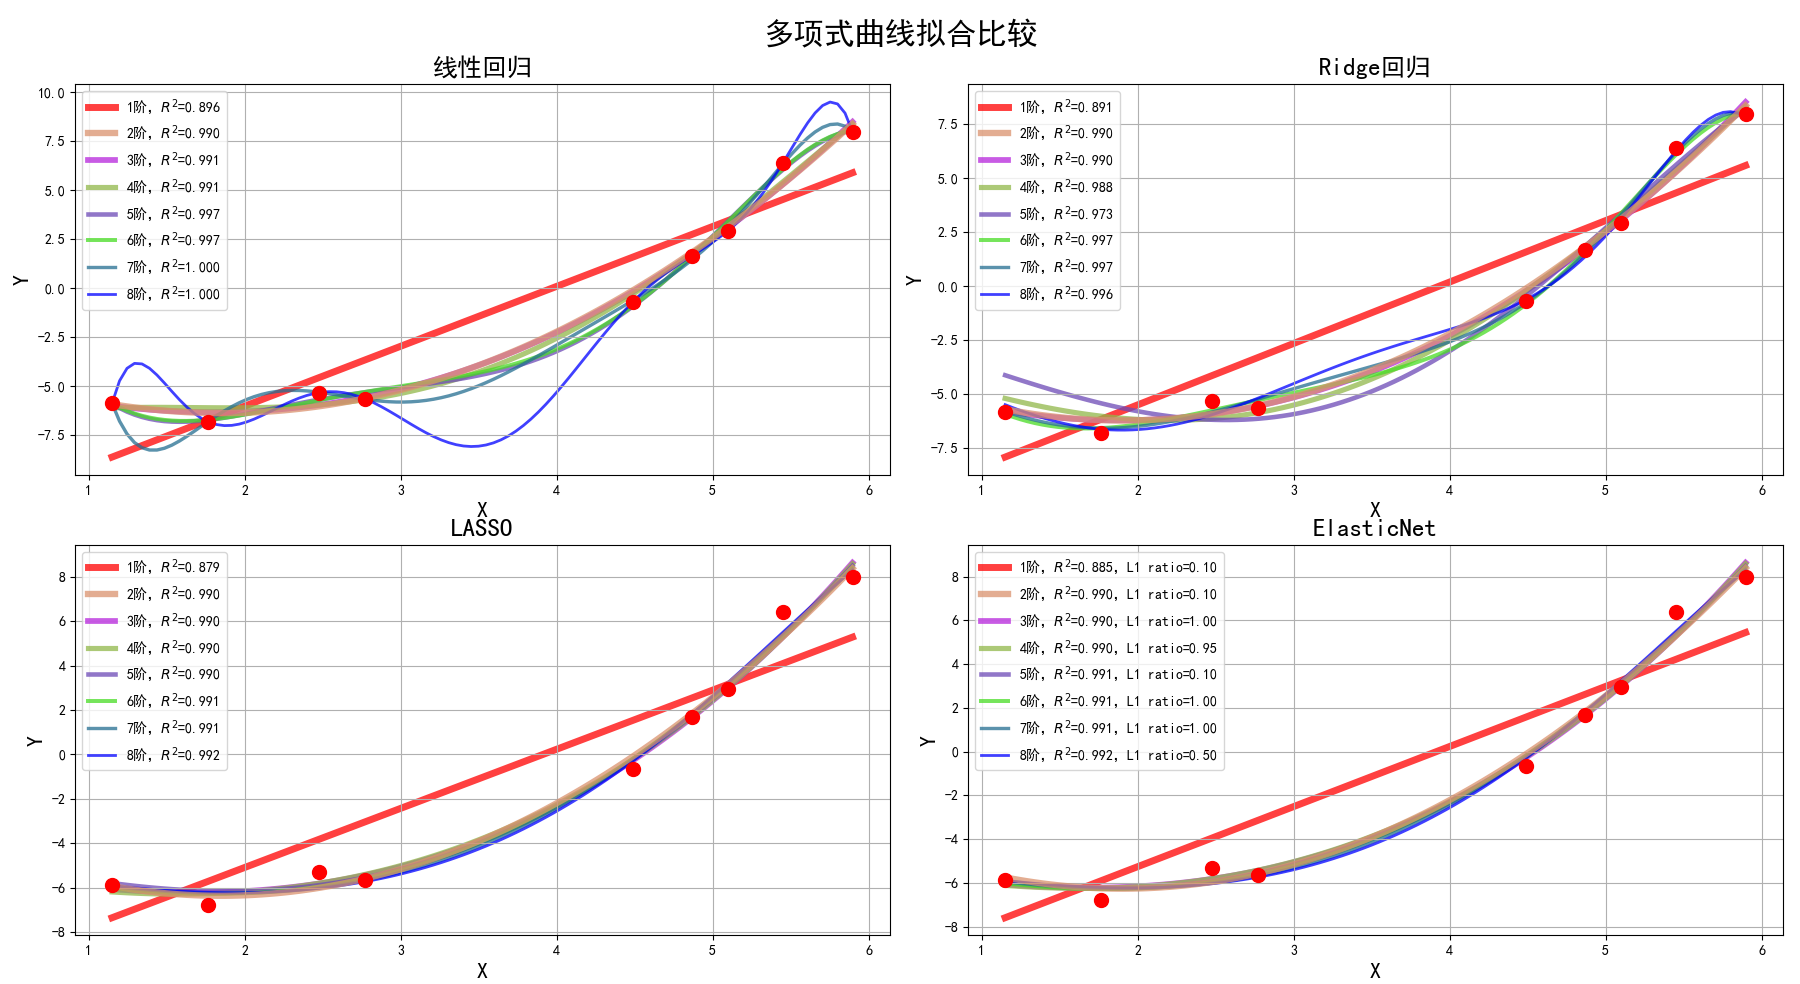 多项式曲线拟合比较
线性回归
10.0
7.5
5.0
2.5
0.0
−2.5
−5.0
−7.5
Y
1阶, R²=0.896
2阶, R²=0.990
3阶, R²=0.991
4阶, R²=0.991
5阶, R²=0.997
6阶, R²=0.997
7阶, R²=1.000
8阶, R²=1.000
1 2 3 4 5 6
X
Ridge回归
7.5
5.0
2.5
0.0
−2.5
−5.0
−7.5
Y
1阶, R²=0.891
2阶, R²=0.990
3阶, R²=0.990
4阶, R²=0.988
5阶, R²=0.973
6阶, R²=0.997
7阶, R²=0.997
8阶, R²=0.996
1 2 3 4 5 6
X
LASSO
8
6
4
2
0
−2
−4
−6
−8
Y
1阶, R²=0.879
2阶, R²=0.990
3阶, R²=0.990
4阶, R²=0.990
5阶, R²=0.990
6阶, R²=0.991
7阶, R²=0.991
8阶, R²=0.992
1 2 3 4 5 6
X
ElasticNet
8
6
4
2
0
−2
−4
−6
−8
Y
1阶, R²=0.885, L1 ratio=0.10
2阶, R²=0.990, L1 ratio=0.10
3阶, R²=0.990, L1 ratio=1.00
4阶, R²=0.990, L1 ratio=0.95
5阶, R²=0.991, L1 ratio=0.10
6阶, R²=0.991, L1 ratio=1.00
7阶, R²=0.991, L1 ratio=1.00
8阶, R²=0.992, L1 ratio=0.50
1 2 3 4 5 6
X